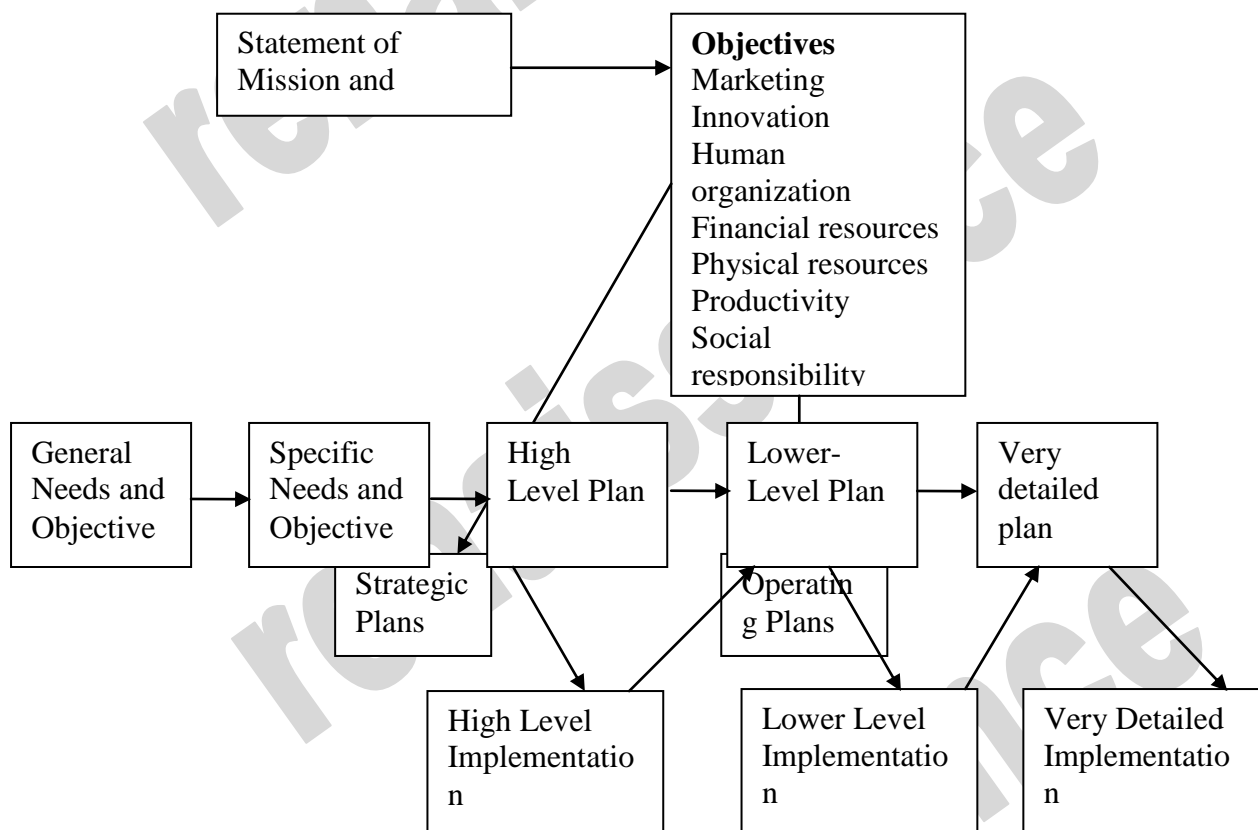 Statement of
Mission and
Objectives
Marketing
Innovation
Human
organization
Financial resources
Physical resources
Productivity
Social
responsibility
General
Needs and
Objective
Specific
Needs and
Objective
High
Level Plan
Lower-
Level Plan
Very
detailed
plan
Strategic
Plans
Operatin
g Plans
High Level
Implementatio
n
Lower Level
Implementatio
n
Very Detailed
Implementatio
n